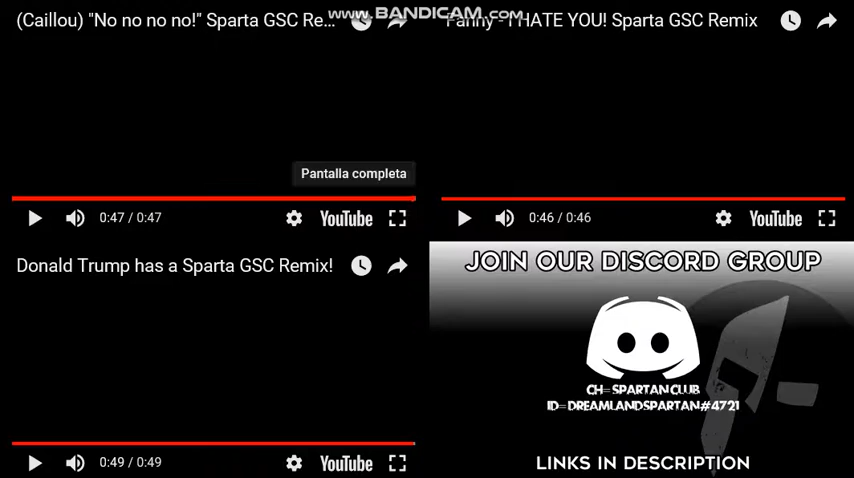 www.BANDICAM.com
(Caillou) "No no no no!" Sparta GSC Re...
Fanny - I HATE YOU! Sparta GSC Remix
Pantalla completa
0:47 / 0:47
YouTube
0:46 / 0:46
YouTube
Donald Trump has a Sparta GSC Remix!
JOIN OUR DISCORD GROUP
CH= SPARTAN CLUB
ID= DREAMLANDSPARTAN#4721
0:49 / 0:49
YouTube
LINKS IN DESCRIPTION